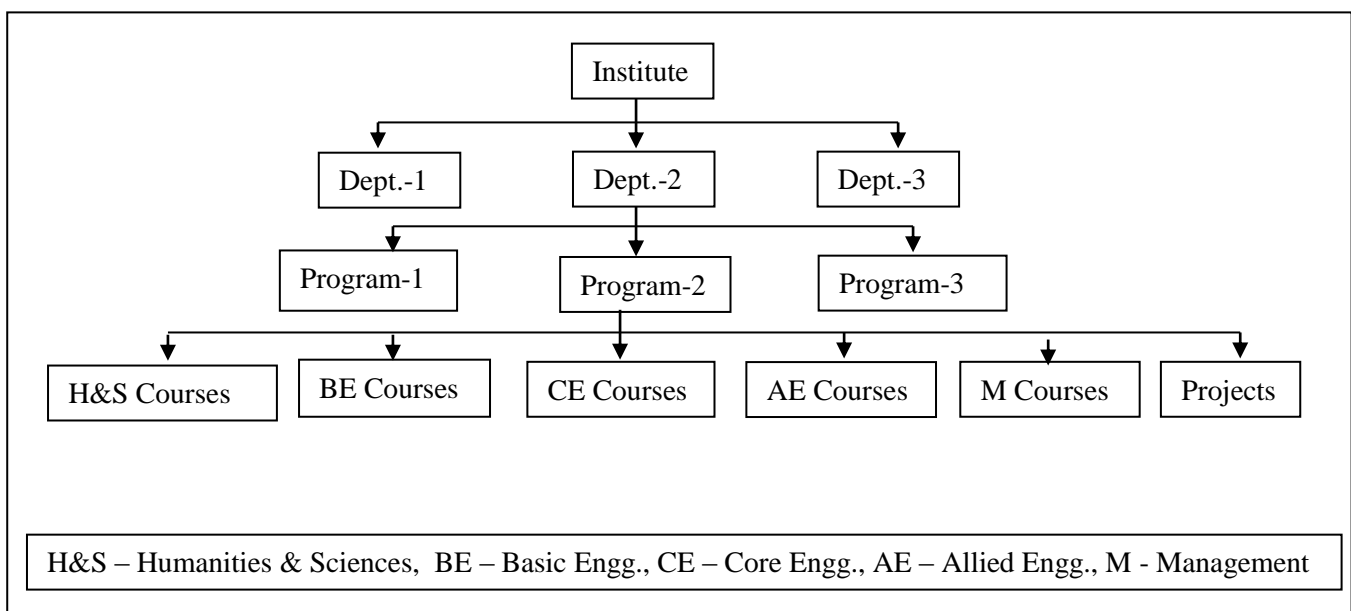 Institute
Dept.-1 Dept.-2 Dept.-3
Program-1 Program-2 Program-3
H&S Courses BE Courses CE Courses AE Courses M Courses Projects
H&S – Humanities & Sciences, BE – Basic Engg., CE – Core Engg., AE – Allied Engg., M - Management